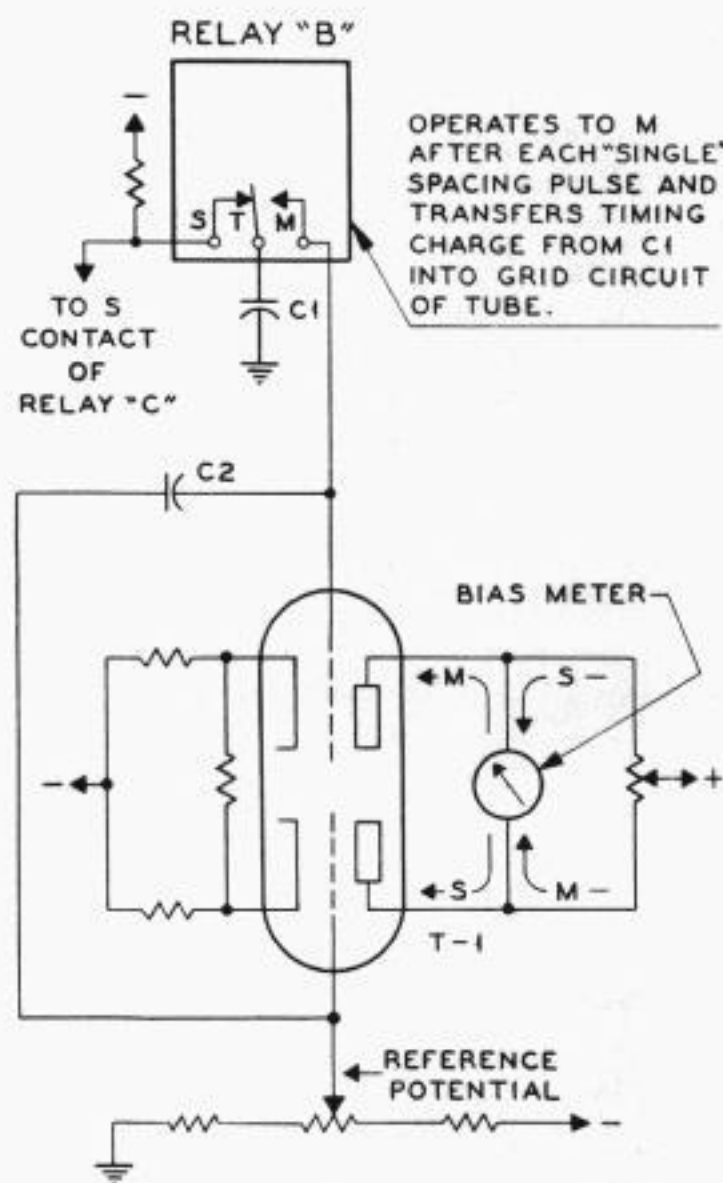 RELAY "B"
−
OPERATES TO M
AFTER EACH "SINGLE"
SPACING PULSE AND
TRANSFERS TIMING
CHARGE FROM C1
INTO GRID CIRCUIT
OF TUBE.
S T M
C1
TO S
CONTACT
OF
RELAY "C"
C2
BIAS METER
M S −
− +
S M −
T-1
REFERENCE
POTENTIAL
−